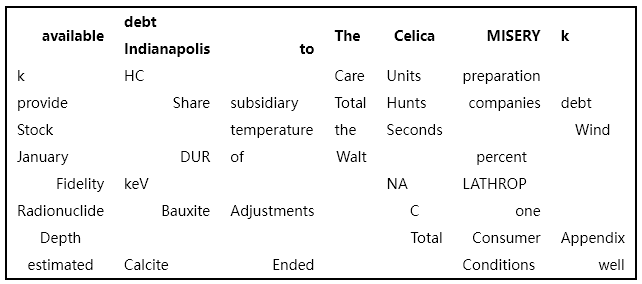 available debt Indianapolis to The Celica MISERY k
k HC Care Units preparation
provide Share subsidiary Total Hunts companies debt
Stock temperature the Seconds Wind
January DUR of Walt percent
Fidelity keV NA LATHROP
Radionuclide Bauxite Adjustments C one
Depth Total Consumer Appendix
estimated Calcite Ended Conditions well